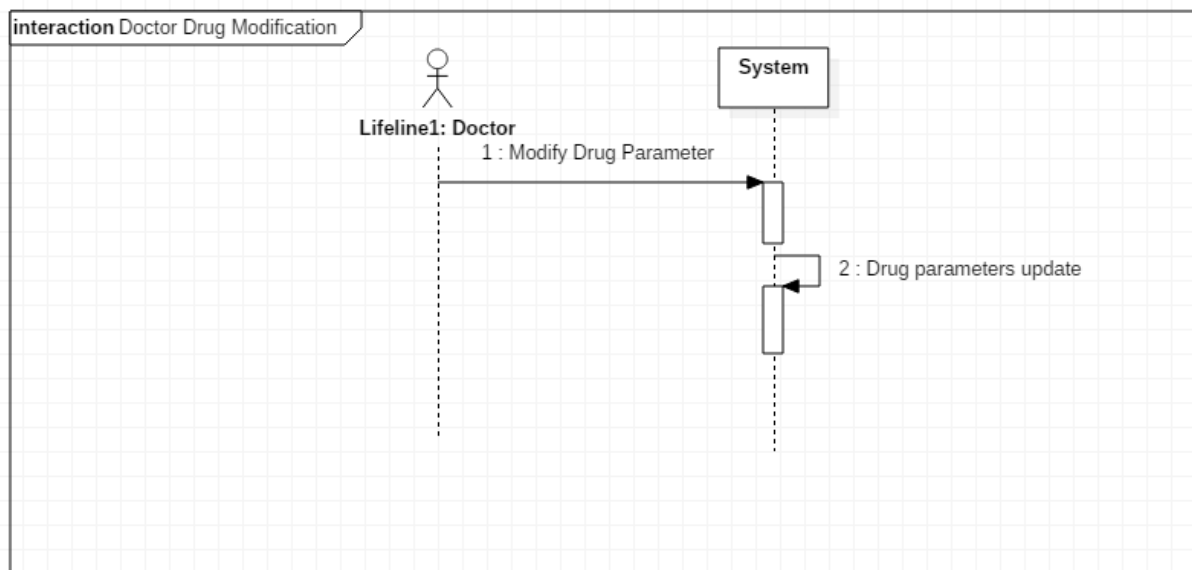 interaction Doctor Drug Modification
System
Lifeline1: Doctor
1 : Modify Drug Parameter
2 : Drug parameters update